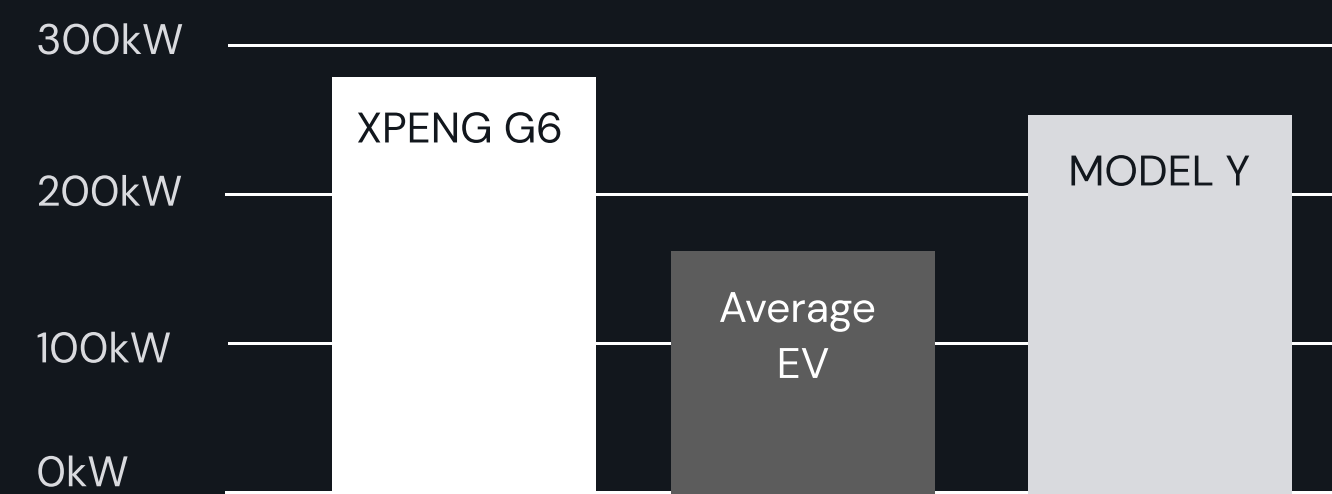 300kW
XPENG G6
MODEL Y
200kW
Average
EV
100kW
0kW